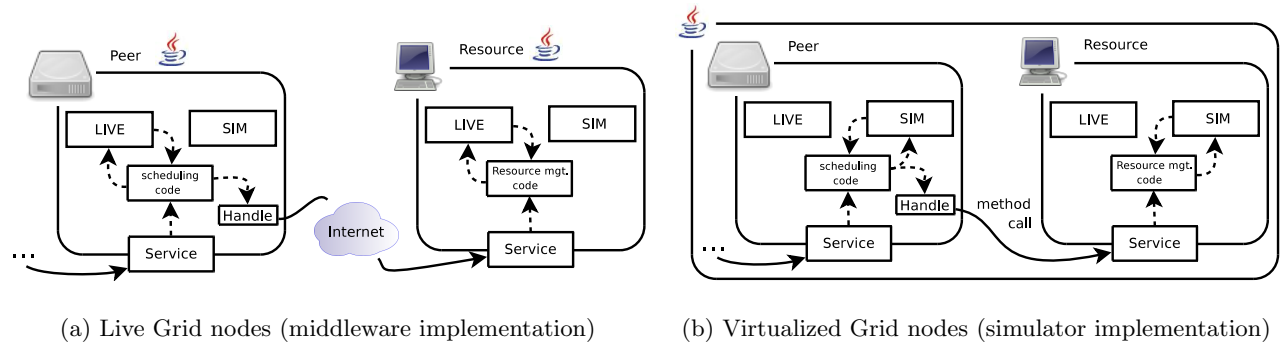 Peer
Resource
LIVE
SIM
scheduling
code
Handle
Service
...
Internet
LIVE
SIM
Resource mgt.
code
Service
Peer
Resource
LIVE
SIM
scheduling
code
Handle
Service
...
method
call
LIVE
SIM
Resource mgt.
code
Service
(a) Live Grid nodes (middleware implementation)
(b) Virtualized Grid nodes (simulator implementation)